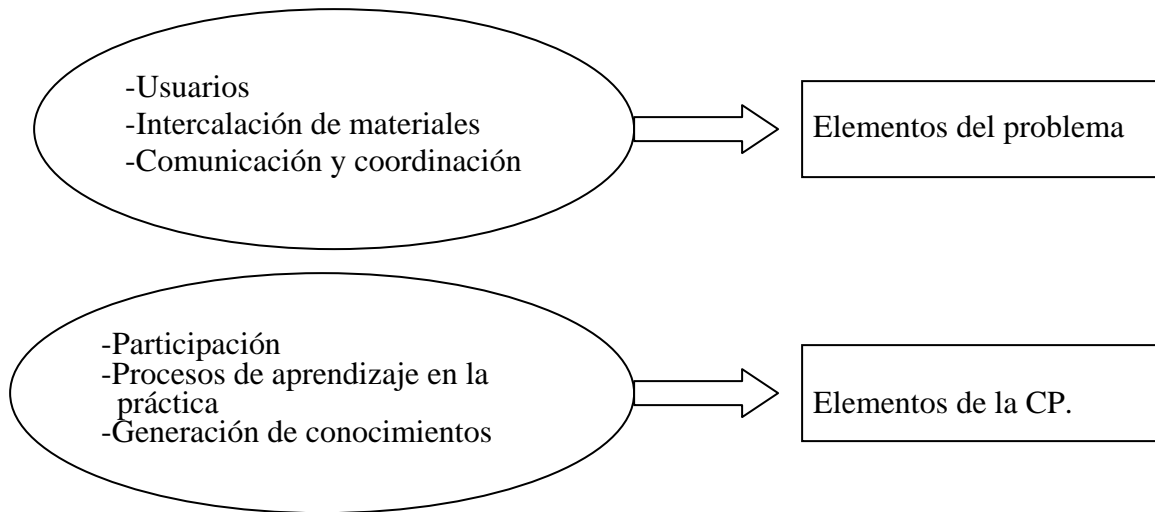 -Usuarios
-Intercalación de materiales
-Comunicación y coordinación
Elementos del problema
-Participación
-Procesos de aprendizaje en la
práctica
-Generación de conocimientos
Elementos de la CP.